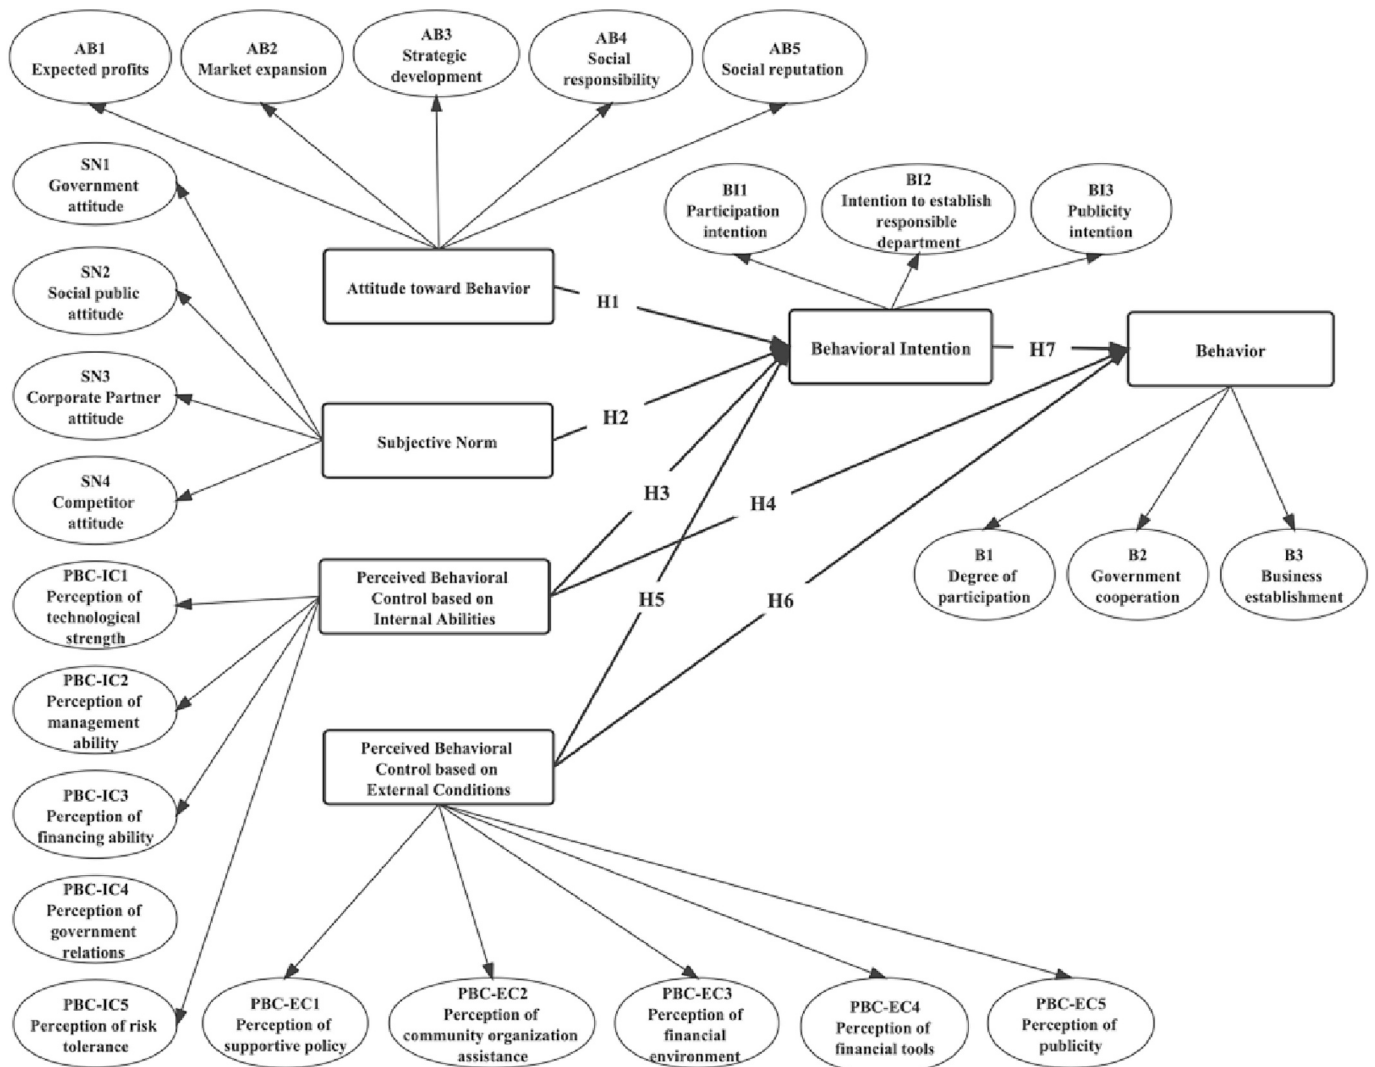 AB1
Expected profits
AB2
Market expansion
AB3
Strategic
development
AB4
Social
responsibility
AB5
Social reputation
SN1
Government
attitude
SN2
Social public
attitude
SN3
Corporate Partner
attitude
SN4
Competitor
attitude
PBC-IC1
Perception of
technological
strength
PBC-IC2
Perception of
management
ability
PBC-IC3
Perception of
financing ability
PBC-IC4
Perception of
government
relations
PBC-IC5
Perception of risk
tolerance
Attitude toward Behavior
Subjective Norm
Perceived Behavioral
Control based on
Internal Abilities
Perceived Behavioral
Control based on
External Conditions
H1
H2
H3
H4
H5
H6
H7
BI1
Participation
intention
BI2
Intention to establish
responsible
department
BI3
Publicity
intention
Behavioral Intention
Behavior
B1
Degree of
participation
B2
Government
cooperation
B3
Business
establishment
PBC-EC1
Perception of
supportive policy
PBC-EC2
Perception of
community organization
assistance
PBC-EC3
Perception of
financial
environment
PBC-EC4
Perception of
financial tools
PBC-EC5
Perception of
publicity